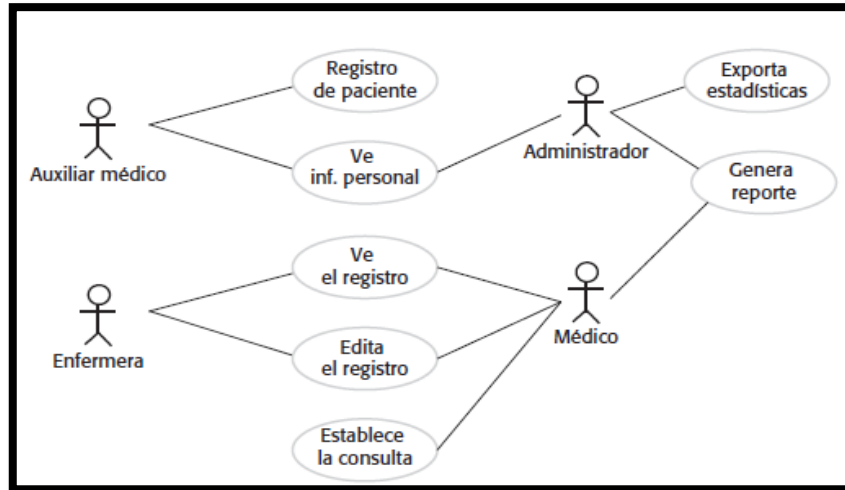 Registro
de paciente
Exporta
estadísticas
Auxiliar médico
Ve
inf. personal
Administrador
Genera
reporte
Ve
el registro
Enfermera
Edita
el registro
Médico
Establece
la consulta